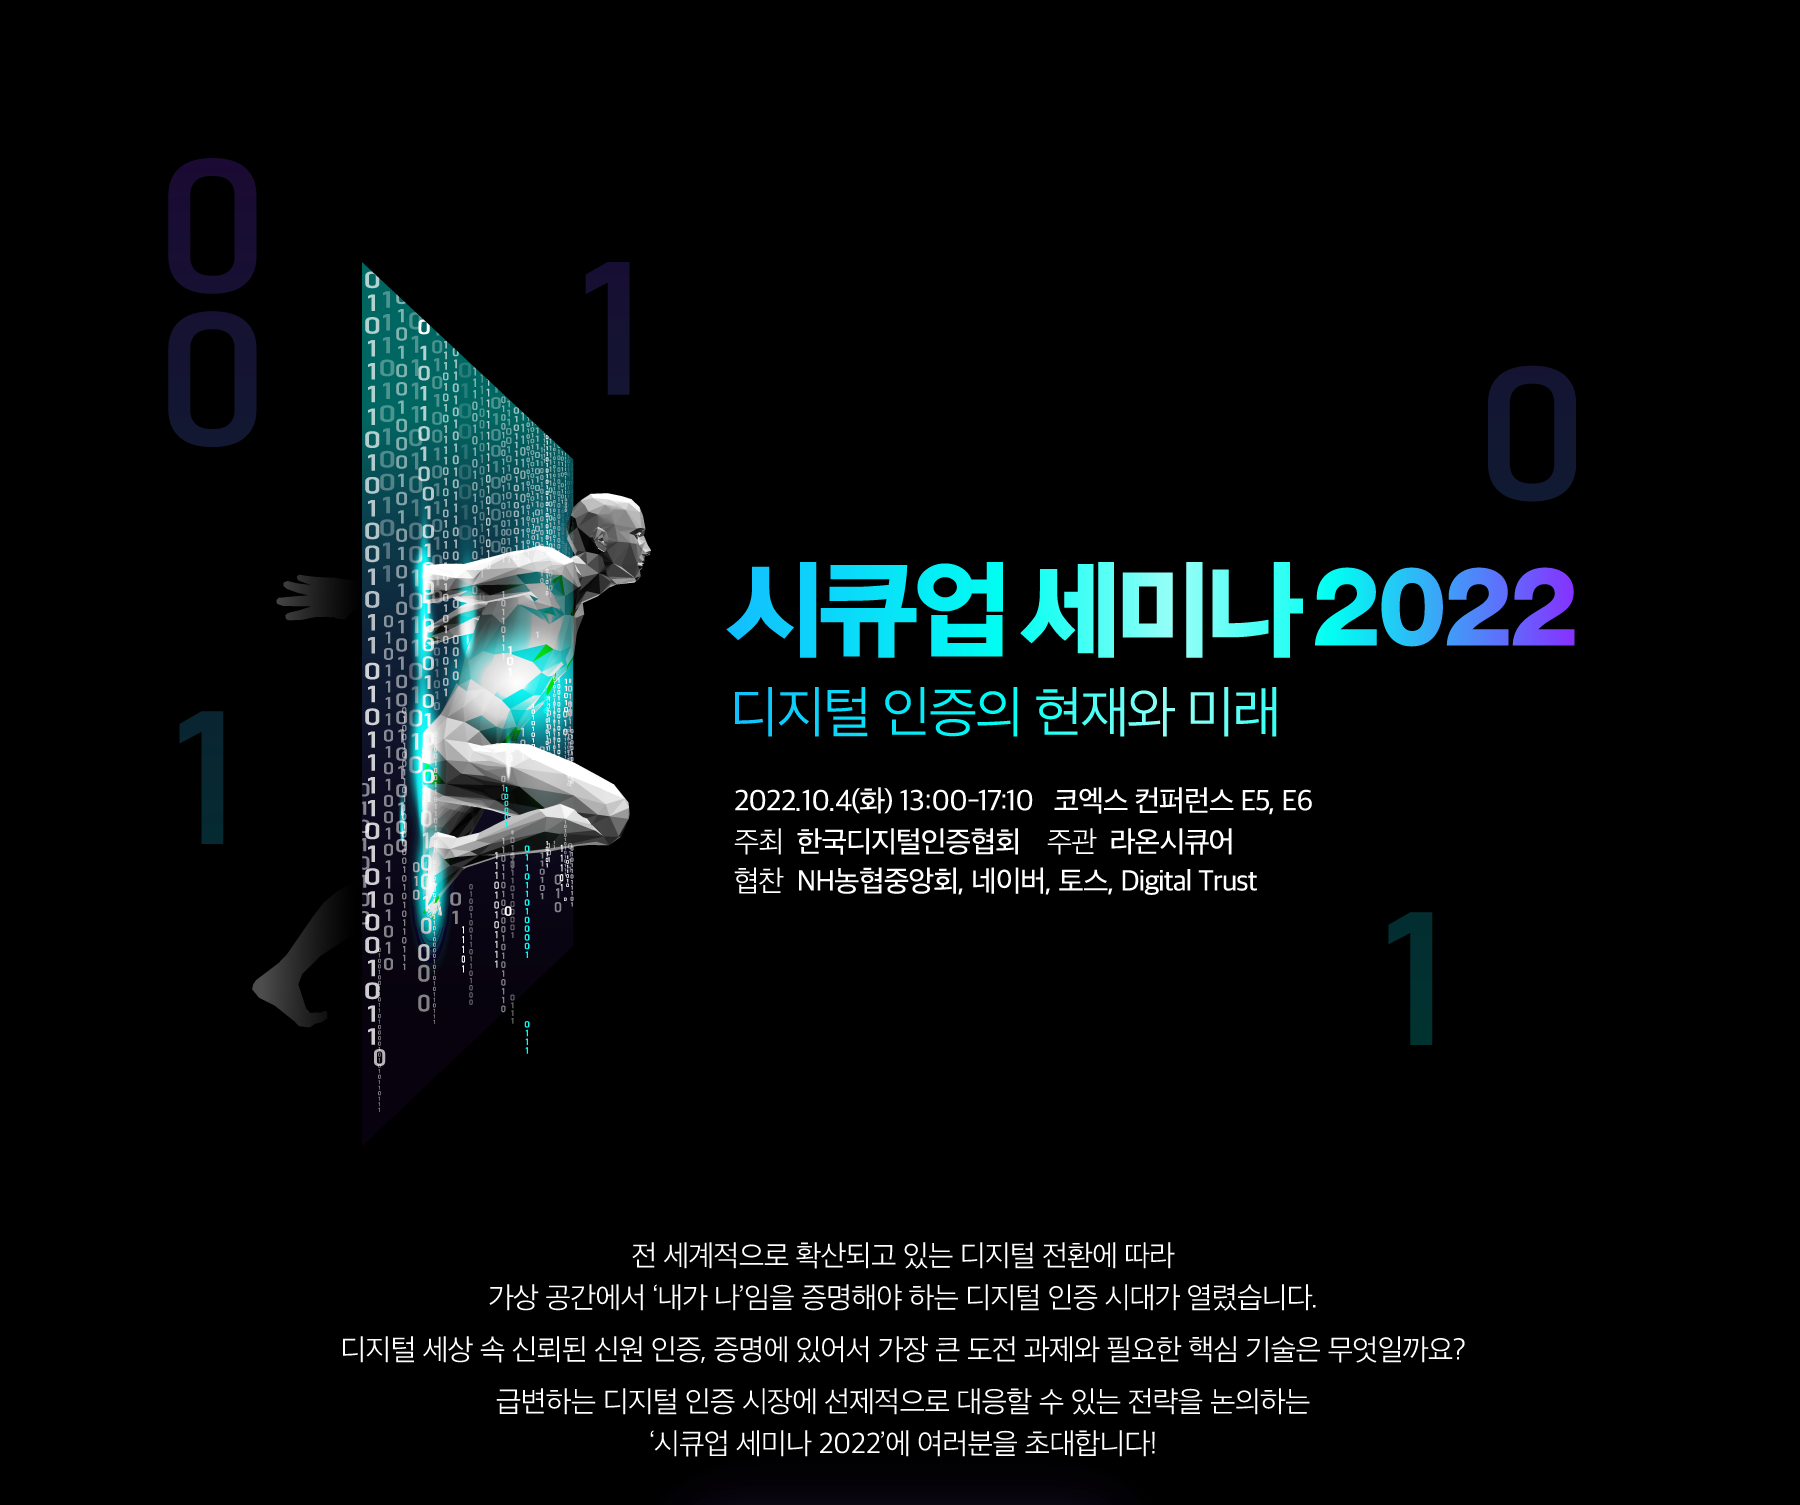 시큐업 세미나 2022
디지털 인증의 현재와 미래
2022.10.4(화) 13:00-17:10 코엑스 컨퍼런스 E5, E6
주최 한국디지털인증협회 주관 라온시큐어
협찬 NH농협중앙회, 네이버, 토스, Digital Trust
전 세계적으로 확산되고 있는 디지털 전환에 따라
가상 공간에서 ‘내가 나’임을 증명해야 하는 디지털 인증 시대가 열렸습니다.
디지털 세상 속 신뢰된 신원 인증, 증명에 있어서 가장 큰 도전 과제와 필요한 핵심 기술은 무엇일까요?
급변하는 디지털 인증 시장에 선제적으로 대응할 수 있는 전략을 논의하는
‘시큐업 세미나 2022’에 여러분을 초대합니다!